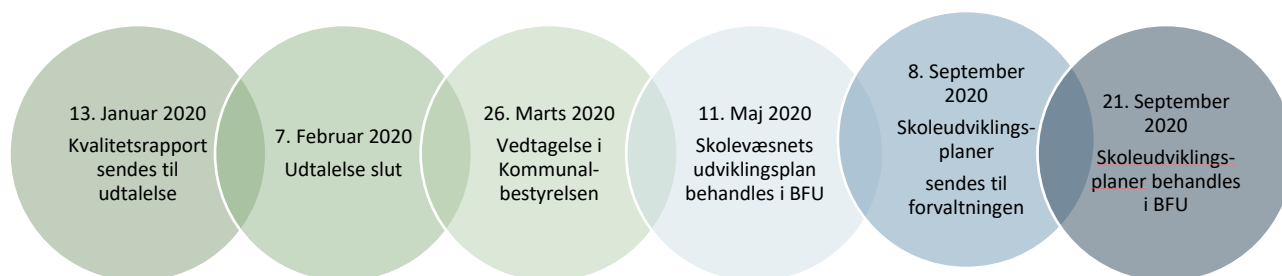 13. Januar 2020
Kvalitetsrapport
sendes til
udtalelse
7. Februar 2020
Udtalelse slut
26. Marts 2020
Vedtagelse i
Kommunal-
bestyrelsen
11. Maj 2020
Skolevæsnets
udviklingsplan
behandles i BFU
8. September
2020
Skoleudviklings-
planer
sendes til
forvaltningen
21. September
2020
Skoleudviklings-
planer behandles
i BFU